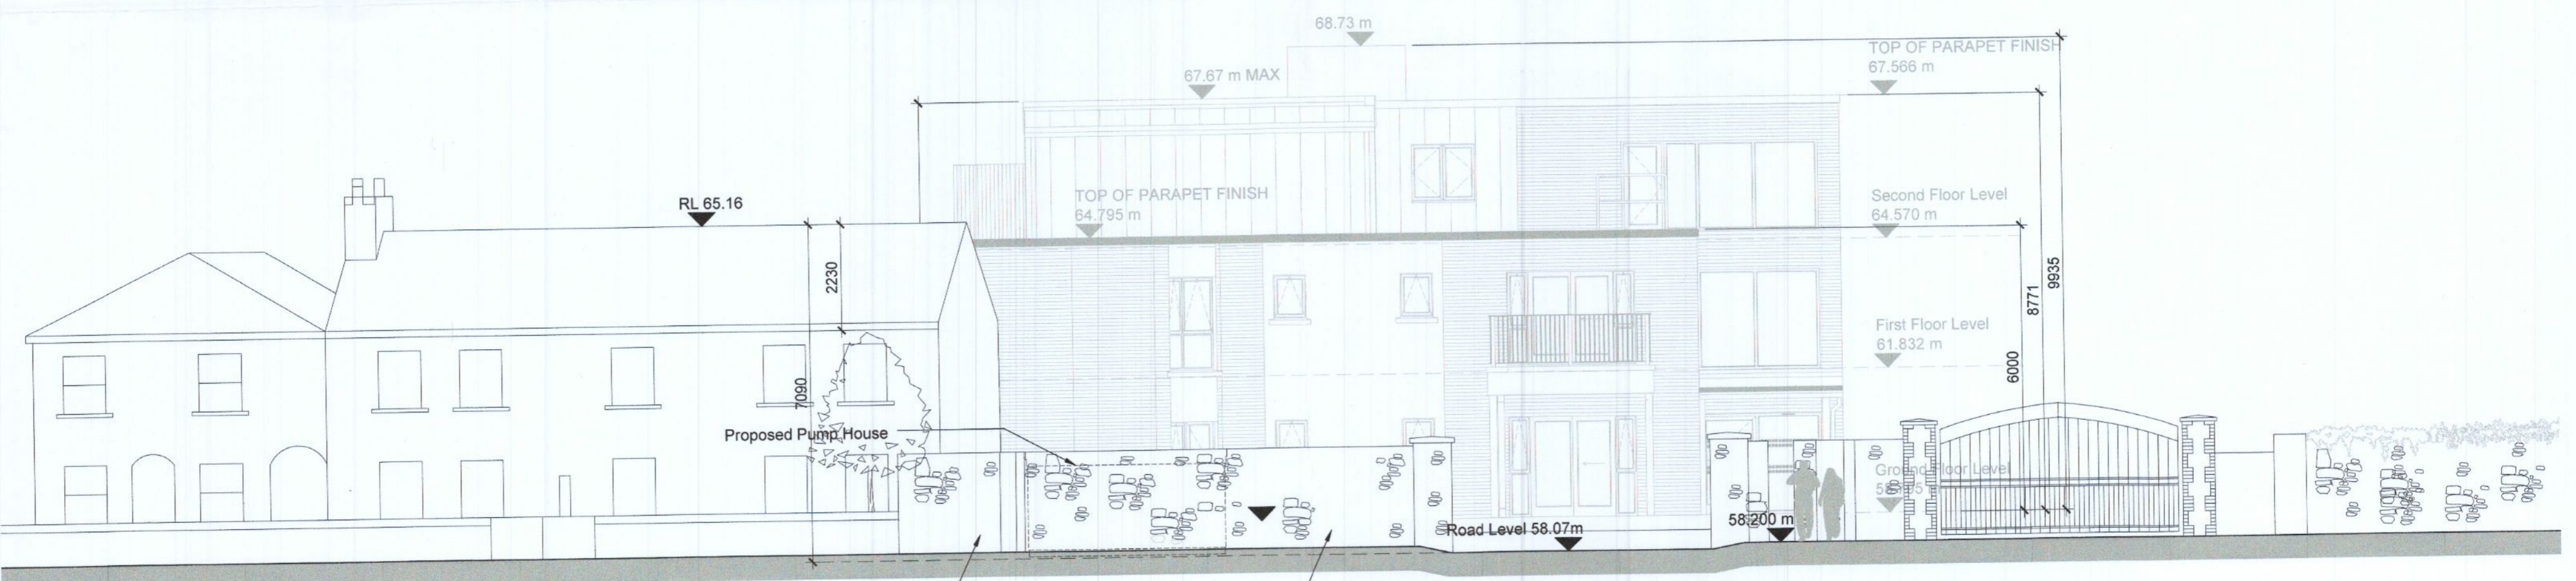 68.73 m
TOP OF PARAPET FINISH
67.566 m
67.67 m MAX
RL 65.16
TOP OF PARAPET FINISH
64.795 m
Second Floor Level
64.570 m
2230
9935
8771
First Floor Level
61.832 m
6000
7090
Proposed Pump House
Ground Floor Level
Road Level 58.07m
58.200 m